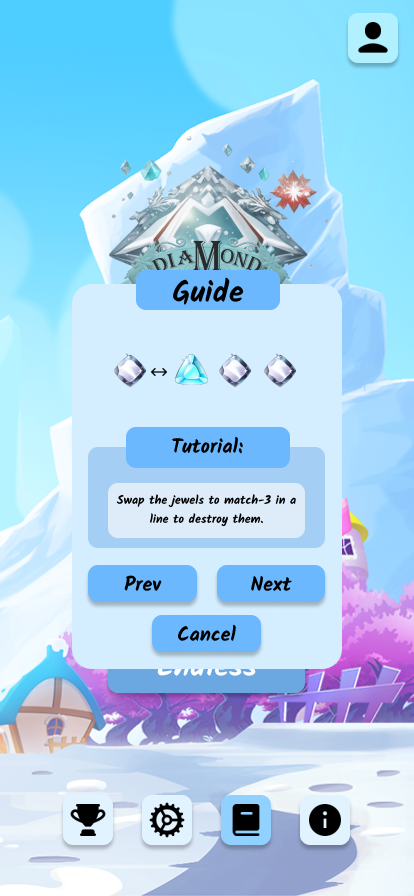 DIAMOND
Guide
Tutorial:
Swap the jewels to match-3 in a
line to destroy them.
Prev
Next
Cancel
Endless